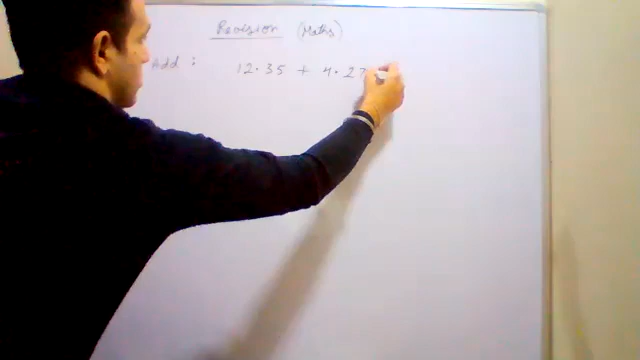 Revision (Maths)
Add : 12.35 + 4.27